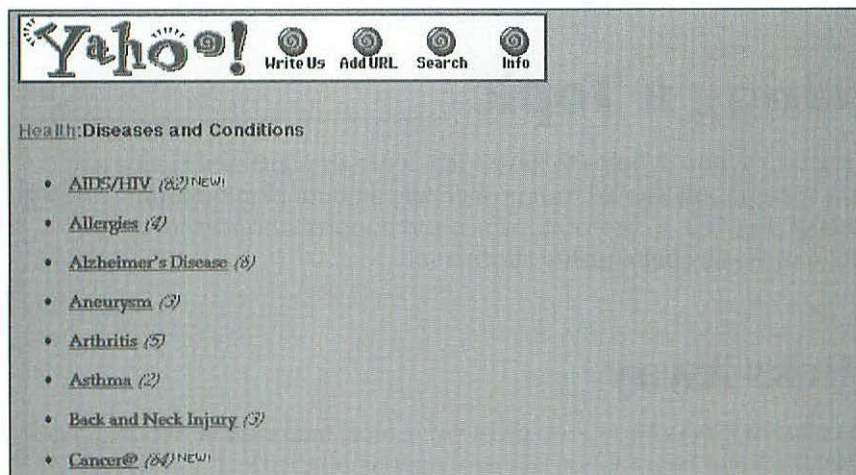 Yahoo!
Write Us Add URL Search Info
Health:Diseases and Conditions
• AIDS/HIV (82) NEW!
• Allergies (4)
• Alzheimer's Disease (8)
• Aneurysm (3)
• Arthritis (5)
• Asthma (2)
• Back and Neck Injury (3)
• Cancer@ (84) NEW!